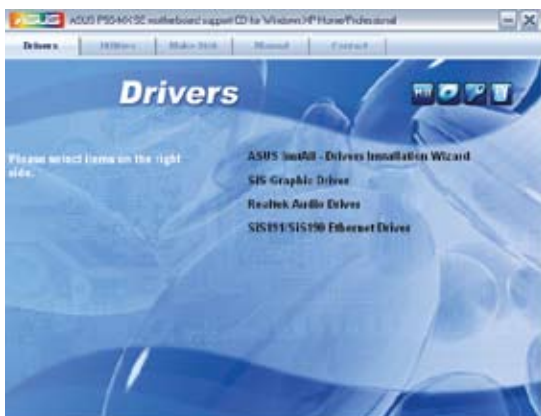 ASUS P5S-MX SE motherboard support CD for Windows XP Home/Professional
Drivers Utilities Make Disk Manual Contact
Drivers
Please select items on the right
side.
ASUS InstAll - Drivers Installation Wizard
SiS Graphic Driver
Realtek Audio Driver
SiS191/SiS190 Ethernet Driver